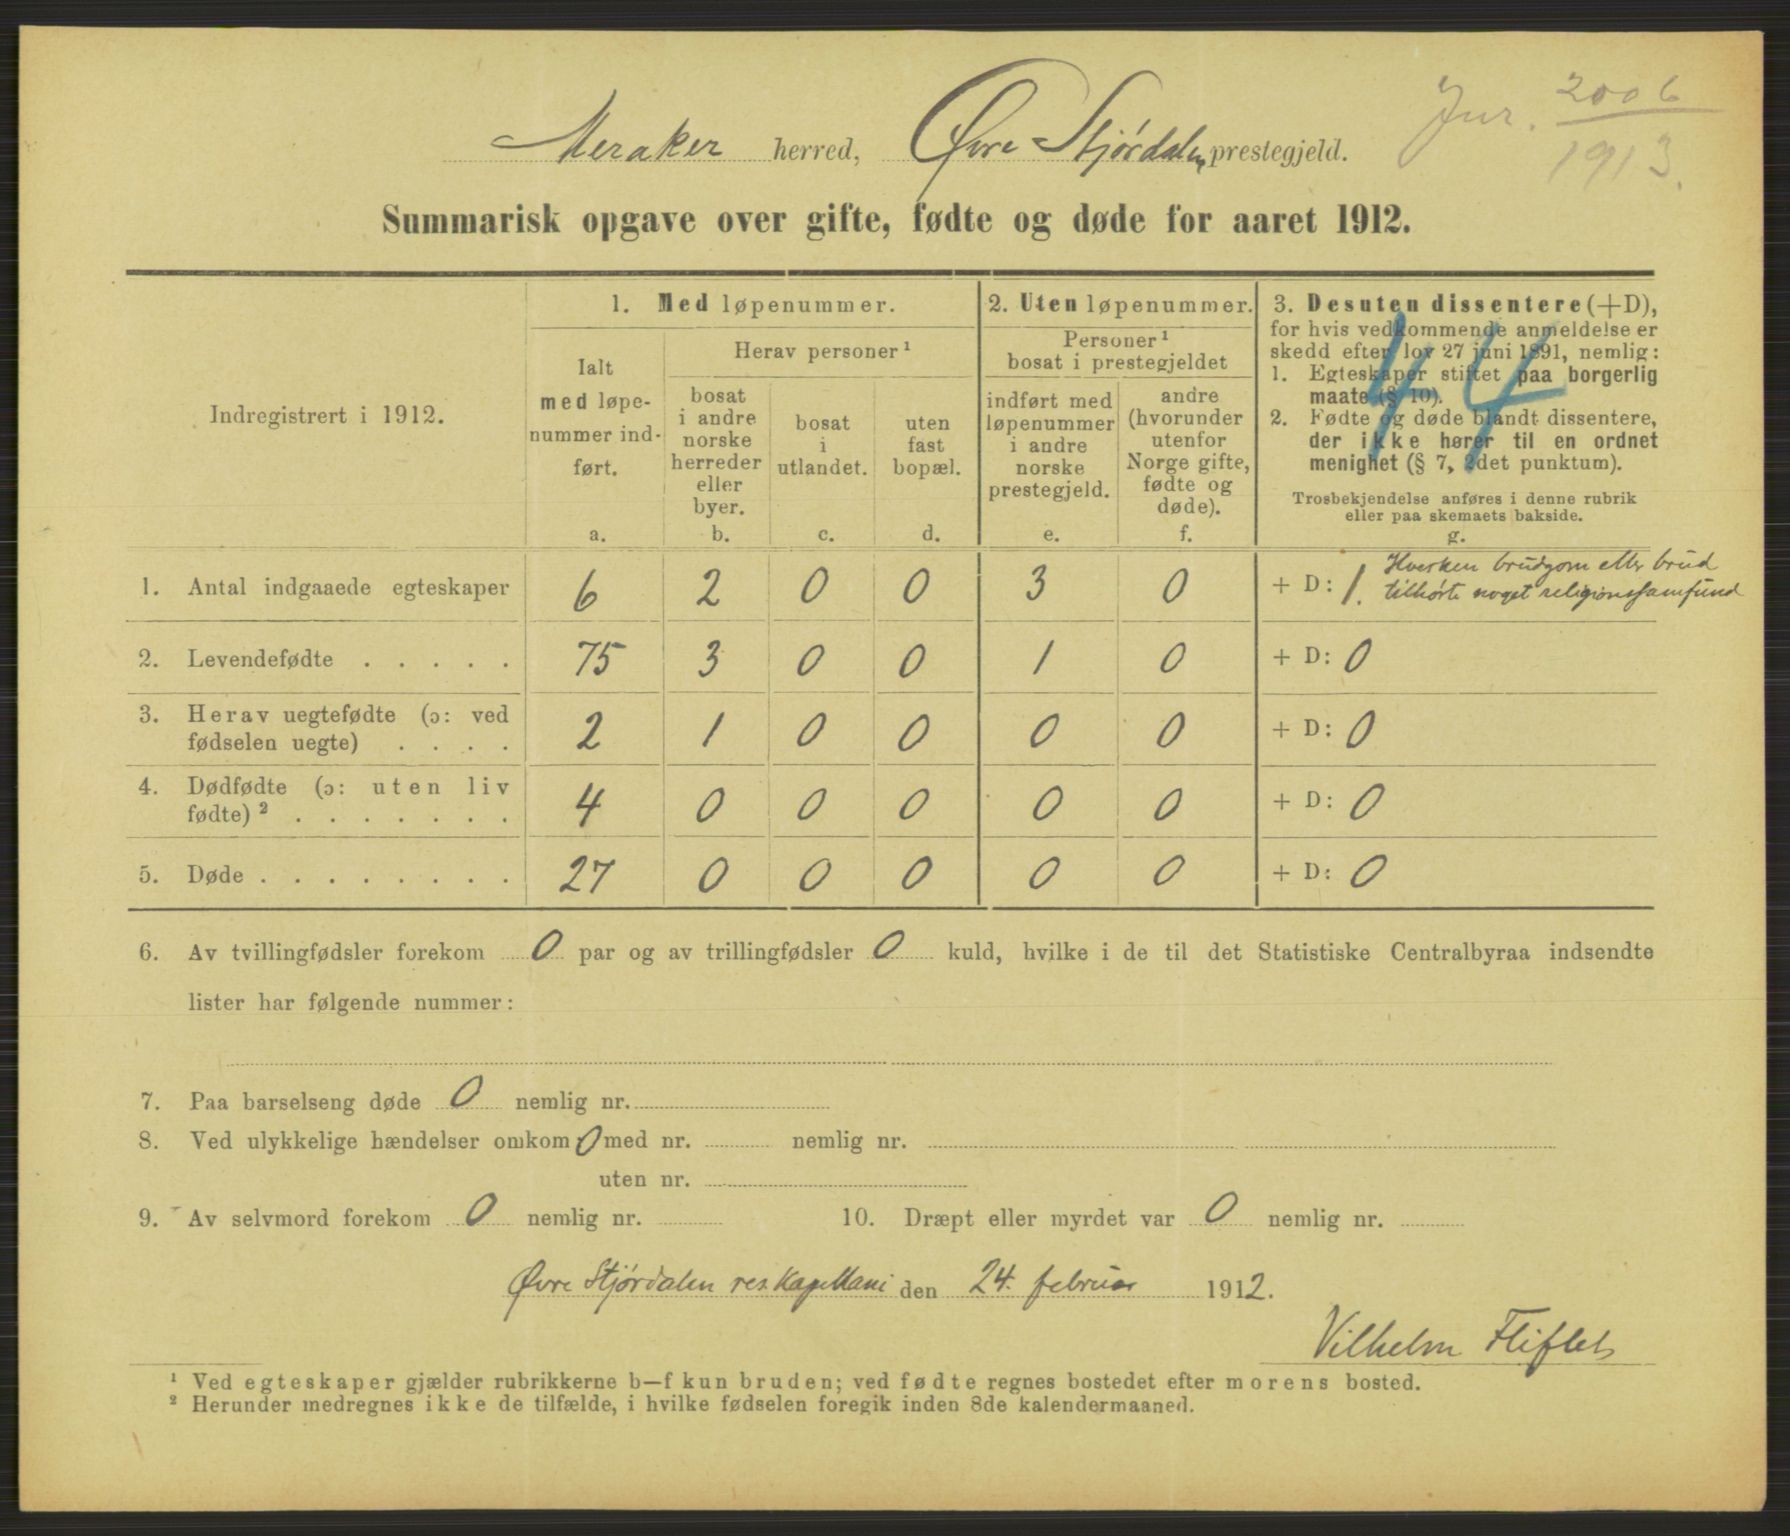 Meraker herred, Øvre Stjørdalen prestegjeld.
Jnr. 2006
1913.
Summarisk opgave over gifte, fødte og døde for aaret 1912.
Indregistrert i 1912.
1. Med løpenummer.
Ialt
med løpe-
nummer ind-
ført.
a.
Herav personer ¹
bosat
i andre
norske
herreder
eller
byer.
b.
bosat
i
utlandet.
c.
uten
fast
bopæl.
d.
2. Uten løpenummer.
Personer ¹
bosat i prestegjeldet
indført med
løpenummer
i andre
norske
prestegjeld.
e.
andre
(hvorunder
utenfor
Norge gifte,
fødte og
døde).
f.
3. Desuten dissentere (+D),
for hvis vedkommende anmeldelse er
skedd efter lov 27 juni 1891, nemlig:
1. Egteskaper stiftet paa borgerlig
maate (§ 10).
2. Fødte og døde blandt dissentere,
der ikke hører til en ordnet
menighet (§ 7, 2det punktum).
Trosbekjendelse anføres i denne rubrik
eller paa skemaets bakside.
g.
44
1. Antal indgaaede egteskaper 6 2 0 0 3 0 + D: 1. Hverken brudgom eller brud
tilhørte noget religionssamfund
2. Levendefødte . . . . . 75 3 0 0 1 0 + D: 0
3. Herav uegtefødte (ɔ: ved
fødselen uegte) . . . . 2 1 0 0 0 0 + D: 0
4. Dødfødte (ɔ: uten liv
fødte) ² . . . . . . . 4 0 0 0 0 0 + D: 0
5. Døde . . . . . . . . 27 0 0 0 0 0 + D: 0
6. Av tvillingfødsler forekom 0 par og av trillingfødsler 0 kuld, hvilke i de til det Statistiske Centralbyraa indsendte
lister har følgende nummer:
7. Paa barselseng døde 0 nemlig nr.
8. Ved ulykkelige hændelser omkom 0 med nr. nemlig nr.
uten nr.
9. Av selvmord forekom 0 nemlig nr. 10. Dræpt eller myrdet var 0 nemlig nr.
Øvre Stjørdalen res. kapellani den 24. februar 1912.
Vilhelm Fliflet
¹ Ved egteskaper gjælder rubrikkerne b—f kun bruden; ved fødte regnes bostedet efter morens bosted.
² Herunder medregnes ikke de tilfælde, i hvilke fødselen foregik inden 8de kalendermaaned.